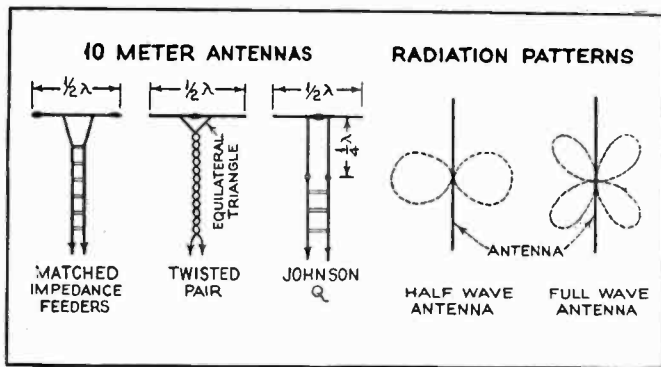 10 METER ANTENNAS
RADIATION PATTERNS
½λ
½λ
½λ
¼λ
EQUILATERAL
TRIANGLE
ANTENNA
MATCHED
IMPEDANCE
FEEDERS
TWISTED
PAIR
JOHNSON
Q
HALF WAVE
ANTENNA
FULL WAVE
ANTENNA